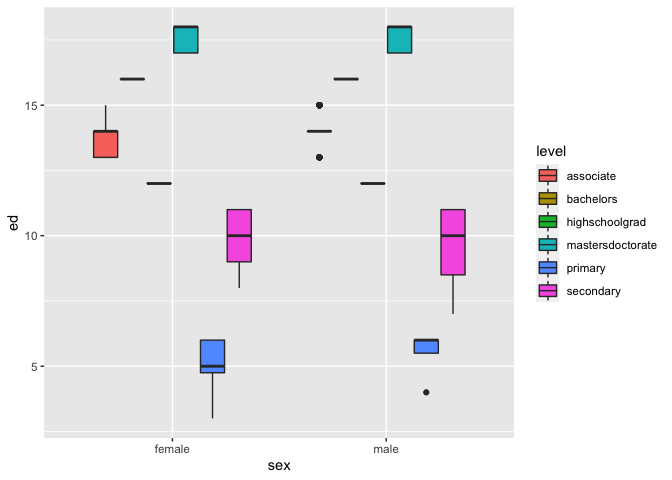 ed
15
10
5
female
male
sex
level
associate
bachelors
highschoolgrad
mastersdoctorate
primary
secondary